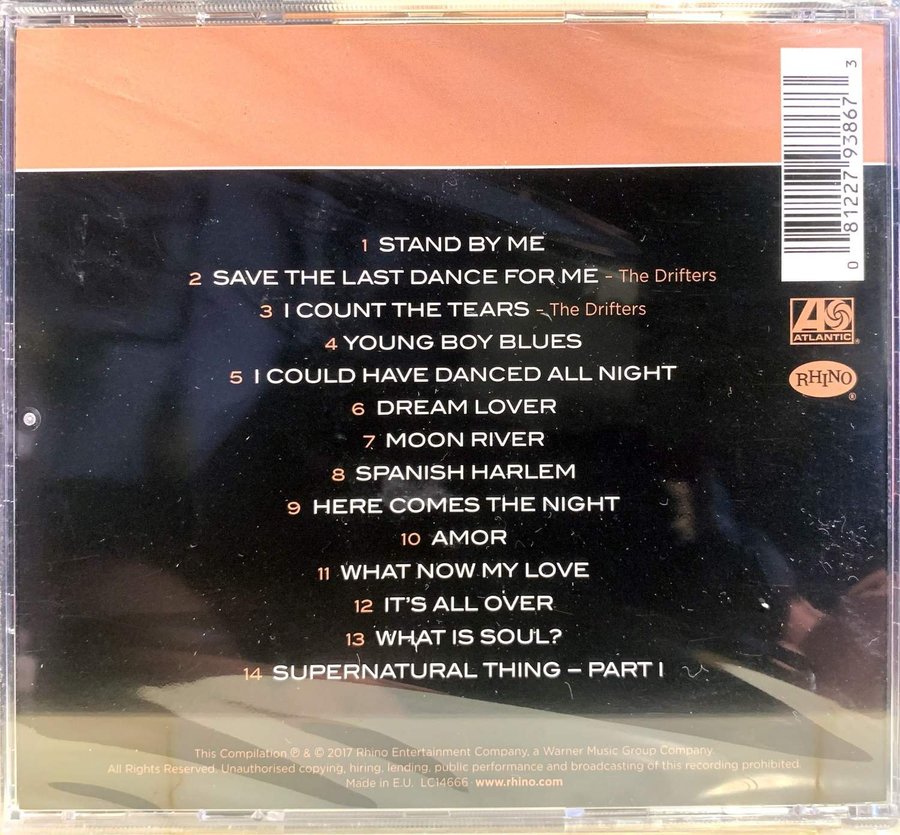 0 81227 93867 3
ATLANTIC
RHINO
1 STAND BY ME
2 SAVE THE LAST DANCE FOR ME - The Drifters
3 I COUNT THE TEARS - The Drifters
4 YOUNG BOY BLUES
5 I COULD HAVE DANCED ALL NIGHT
6 DREAM LOVER
7 MOON RIVER
8 SPANISH HARLEM
9 HERE COMES THE NIGHT
10 AMOR
11 WHAT NOW MY LOVE
12 IT'S ALL OVER
13 WHAT IS SOUL?
14 SUPERNATURAL THING – PART I
This Compilation ℗ & © 2017 Rhino Entertainment Company, a Warner Music Group Company.
All Rights Reserved. Unauthorised copying, hiring, lending, public performance and broadcasting of this recording prohibited.
Made in E.U. LC14666 www.rhino.com